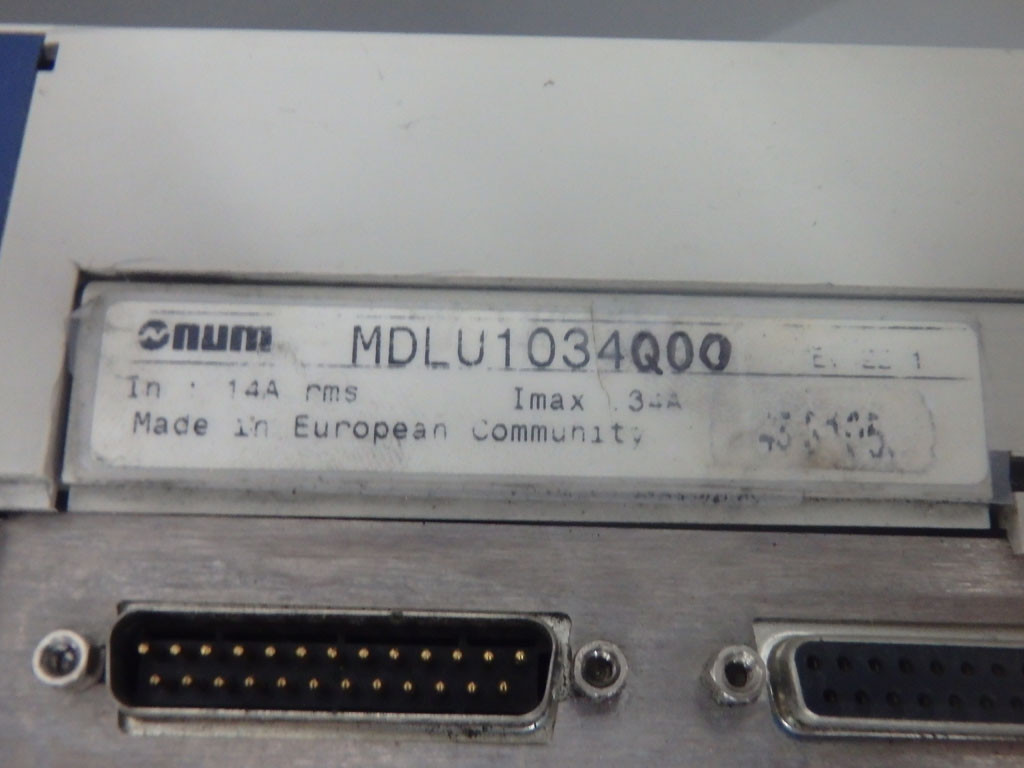 num MDLU1034Q00
In : 14A rms Imax 34A
Made in European Community